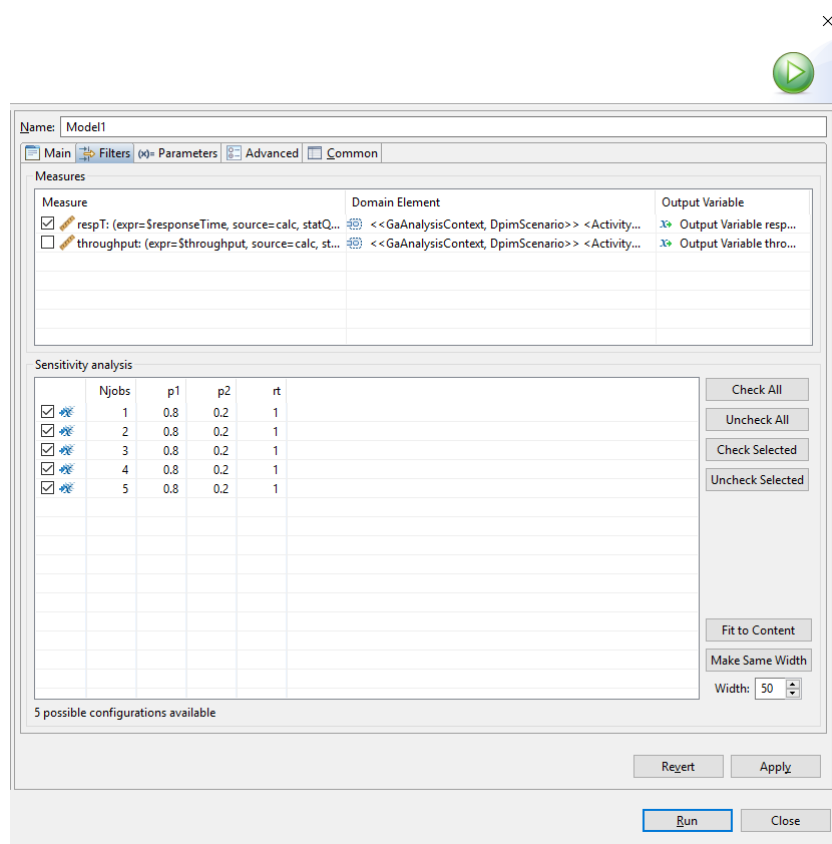 Name: Model1
Main Filters (x)= Parameters Advanced Common
Measures
Measure Domain Element Output Variable
respT: (expr=$responseTime, source=calc, statQ... <<GaAnalysisContext, DpimScenario>> <Activity... Output Variable resp...
throughput: (expr=$throughput, source=calc, st... <<GaAnalysisContext, DpimScenario>> <Activity... Output Variable thro...
Sensitivity analysis
Njobs p1 p2 rt
1 0.8 0.2 1
2 0.8 0.2 1
3 0.8 0.2 1
4 0.8 0.2 1
5 0.8 0.2 1
Check All
Uncheck All
Check Selected
Uncheck Selected
Fit to Content
Make Same Width
Width: 50
5 possible configurations available
Revert Apply
Run Close